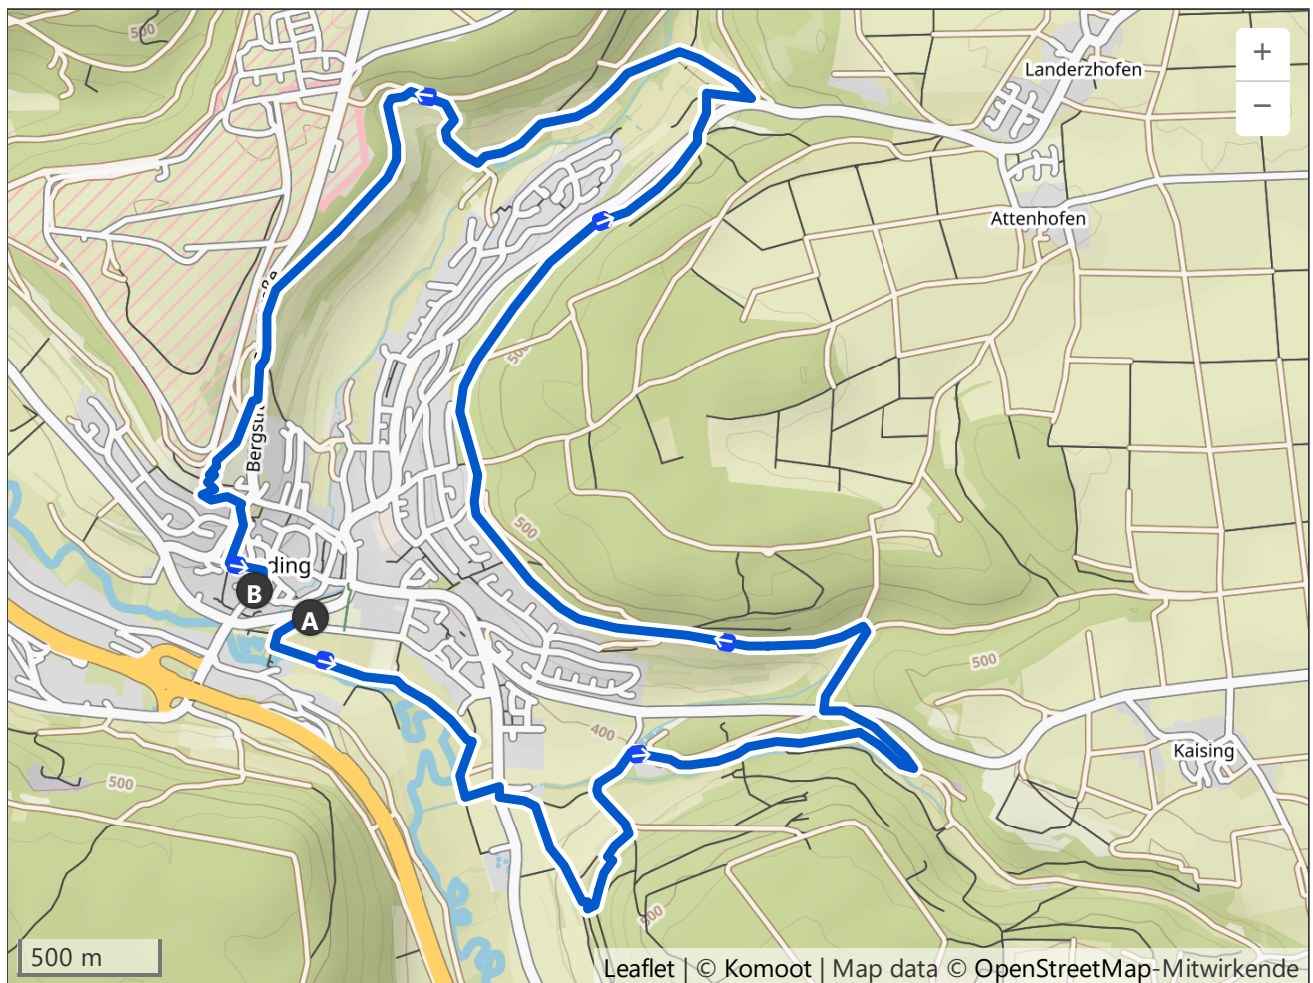 500
+
−
Landerzhofen
Attenhofen
500
Bergstr
500
ding
B
A
500
400
Kaising
500
500
500 m
Leaflet | © Komoot | Map data © OpenStreetMap-Mitwirkende